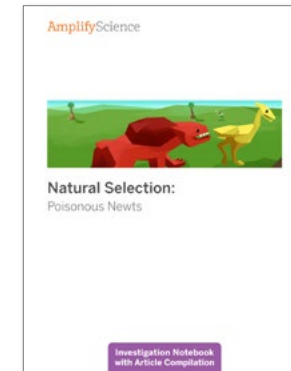 AmplifyScience
Natural Selection:
Poisonous Newts
Investigation Notebook
with Article Compilation